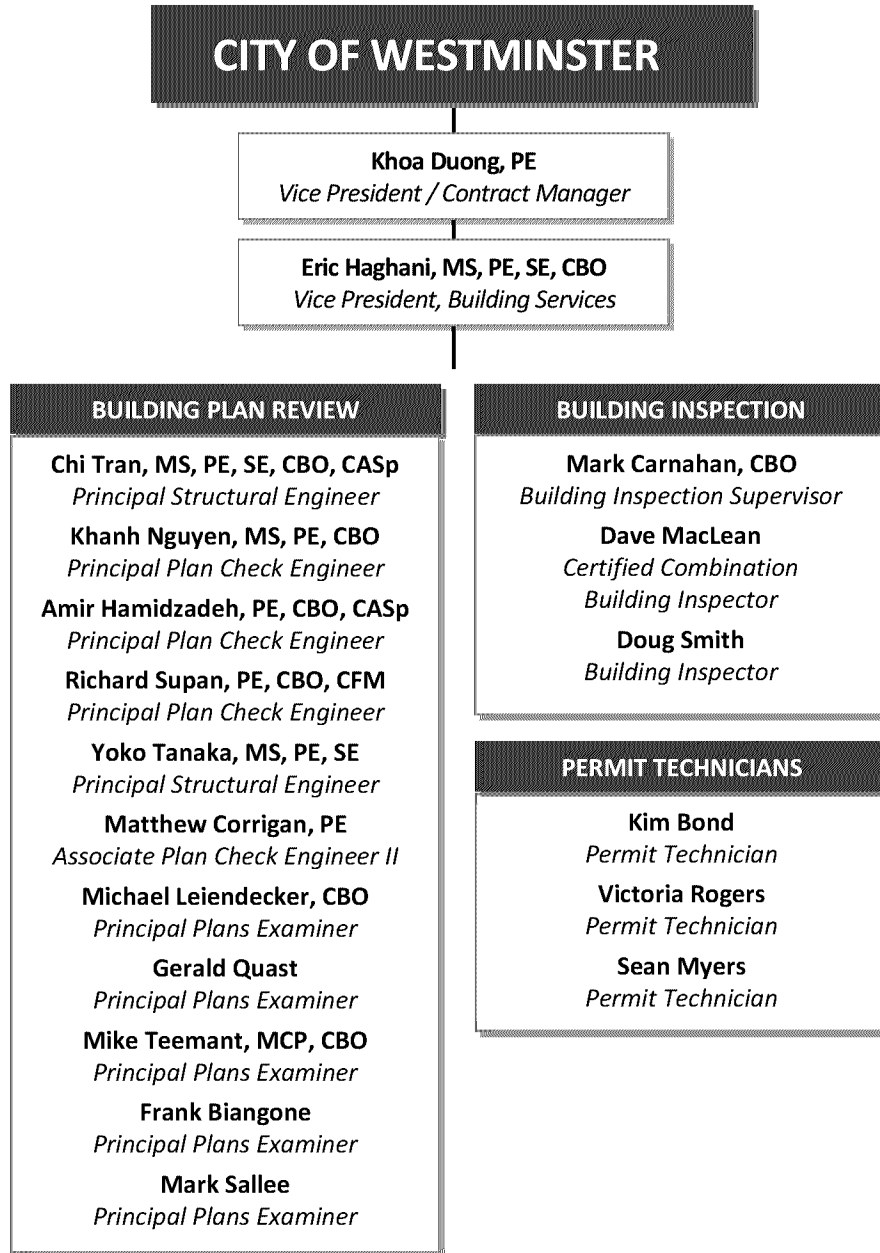 CITY OF WESTMINSTER
Khoa Duong, PE
Vice President / Contract Manager
Eric Haghani, MS, PE, SE, CBO
Vice President, Building Services
BUILDING PLAN REVIEW
Chi Tran, MS, PE, SE, CBO, CASp
Principal Structural Engineer
Khanh Nguyen, MS, PE, CBO
Principal Plan Check Engineer
Amir Hamidzadeh, PE, CBO, CASp
Principal Plan Check Engineer
Richard Supan, PE, CBO, CFM
Principal Plan Check Engineer
Yoko Tanaka, MS, PE, SE
Principal Structural Engineer
Matthew Corrigan, PE
Associate Plan Check Engineer II
Michael Leiendecker, CBO
Principal Plans Examiner
Gerald Quast
Principal Plans Examiner
Mike Teemant, MCP, CBO
Principal Plans Examiner
Frank Biangone
Principal Plans Examiner
Mark Sallee
Principal Plans Examiner
BUILDING INSPECTION
Mark Carnahan, CBO
Building Inspection Supervisor
Dave MacLean
Certified Combination
Building Inspector
Doug Smith
Building Inspector
PERMIT TECHNICIANS
Kim Bond
Permit Technician
Victoria Rogers
Permit Technician
Sean Myers
Permit Technician